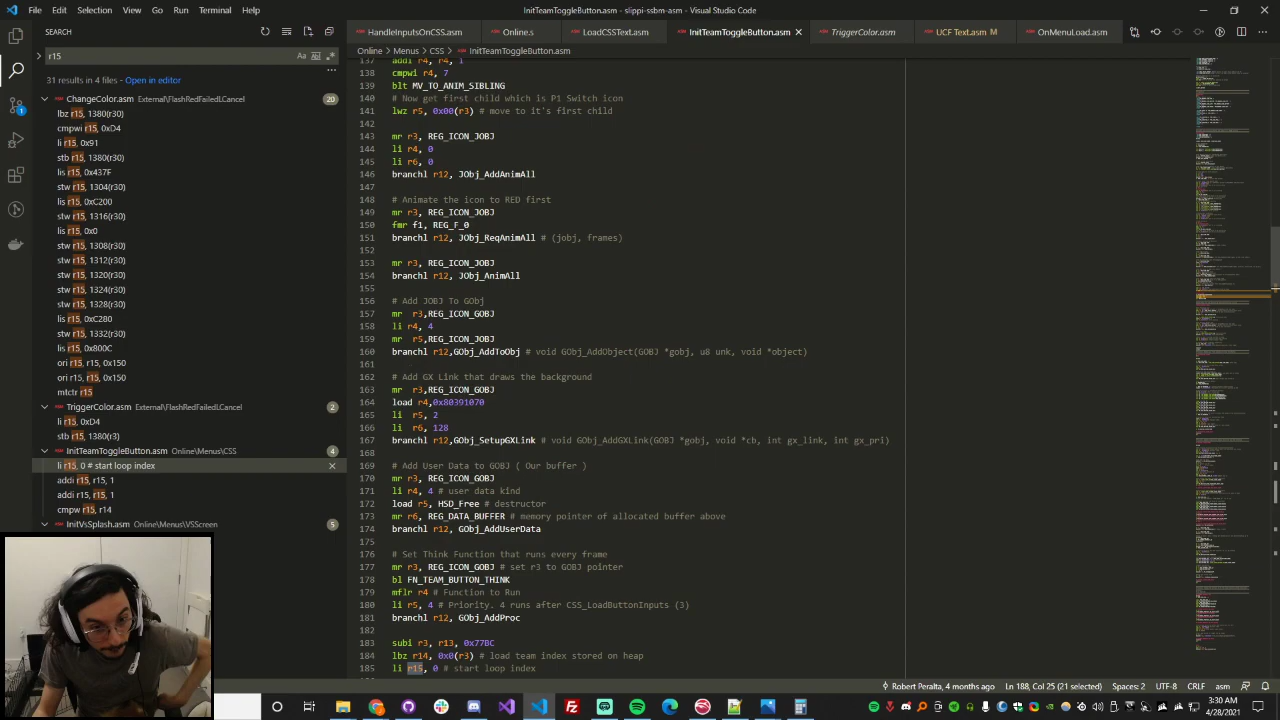 File Edit Selection View Go Run Terminal Help
InitTeamToggleButton.asm - slippi-ssbm-asm - Visual Studio Code
SEARCH
r15
31 results in 4 files - Open in editor
ChangeColor.asm External\FlashRedFailedLCancel 20
lbz r15, 1380(r30)
cmpwi r15, 0xD4
li r15, 0x91
stb r15, 1380(r30)
lis r15, 0x437F
stw r15, 1304(r30)
lis r15, 0xC200
stw r15, 1316(r30)
lis r15, 0x0
stw r15, 1308(r30)
stw r15, 1312(r30)
stw r15, 1320(r30)
stw r15, 1324(r30)
stw r15, 1328(r30)
lis r15, 0xC280
stw r15, 1332(r30)
lis r15, 0x800C
ori r15, r15, 0x150
ori r15, r15, 0x150
mtctr r15
TriggerColor.asm External\FlashRedFailedLCancel 2
li r15, 0xD4
stb r15, 1380(r30)
InitTeamToggleButton.asm Online\Menus\CSS 4
li r15, 0 # start loop index
addi r15, r15, 1
addi r15, r15, 1
cmpw r15, r14
InitVsSplash.asm Online\Menus\VSScreen 5
HandleInputsOnCSS.asm Online.s LoadCSSText.asm InitTeamToggleButton.asm TriggerColor.asm UCF Text.asm M OnMenuLoad.asm
Online > Menus > CSS > InitTeamToggleButton.asm
137 addi r4, r4, 1
138 cmpwi r4, 7
139 blt MV_TO_ANIM_SIBLING
140 # Now get first child which is P1 Switch icon
141 lwz r5, 0x00(r3) # move to it's first child
142
143 mr r3, REG_ICON_JOBJ
144 li r4, 0
145 li r6, 0
146 branchl r12, JObj_AddAnimAll
147
148 # Animate the icon to RED first
149 mr r3, REG_ICON_JOBJ
150 fmr f1, REG_F_0
151 branchl r12, JObj_ReqAnimAll # (jobj, frames)
152
153 mr r3, REG_ICON_JOBJ
154 branchl r12, JObj_AnimAll
155
156 # Add JOBJ To GObj
157 mr r3,REG_ICON_GOBJ
158 li r4, 4
159 mr r5,REG_ICON_JOBJ
160 branchl r12,GObj_AddToObj # void GObj_AddObject(GOBJ *gobj, u8 unk, void *object)
161
162 # Add GX Link that draws the background
163 mr r3,REG_ICON_GOBJ
164 load r4,0x80391070
165 li r5, 2
166 li r6, 128
167 branchl r12,GObj_SetupGXLink # void GObj_AddGXLink(GOBJ *gobj, void *cb, int gx_link, int gx_pri)
168
169 # Add User Data to GOBJ ( Our buffer )
170 mr r3, REG_ICON_GOBJ
171 li r4, 4 # user data kind
172 load r5, HSD_Free # destructor
173 mr r6, REG_DATA_BUFFER # memory pointer of allocated buffer above
174 branchl r12, GObj_AddUserData
175
176 # Set Think Function that runs every frame
177 mr r3, REG_ICON_GOBJ # set r3 to GOBJ pointer
178 bl FN_TEAM_BUTTON_THINK
179 mflr r4 # Function to Run
180 li r5, 4 # Priority. Runs after CSS_LoadButtonInputs (3)
181 branchl r12, GObj_AddProc
182
183 subi r3, r13, 0x77BC
184 lbz r14, 0x0(r3) # load team index stored on heap
185 li r15, 0 # start loop index
Robert Peralta, 4 months ago Ln 188, Col 25 (21 selected) Spaces: 2 UTF-8 CRLF asm
3:30 AM
4/28/2021